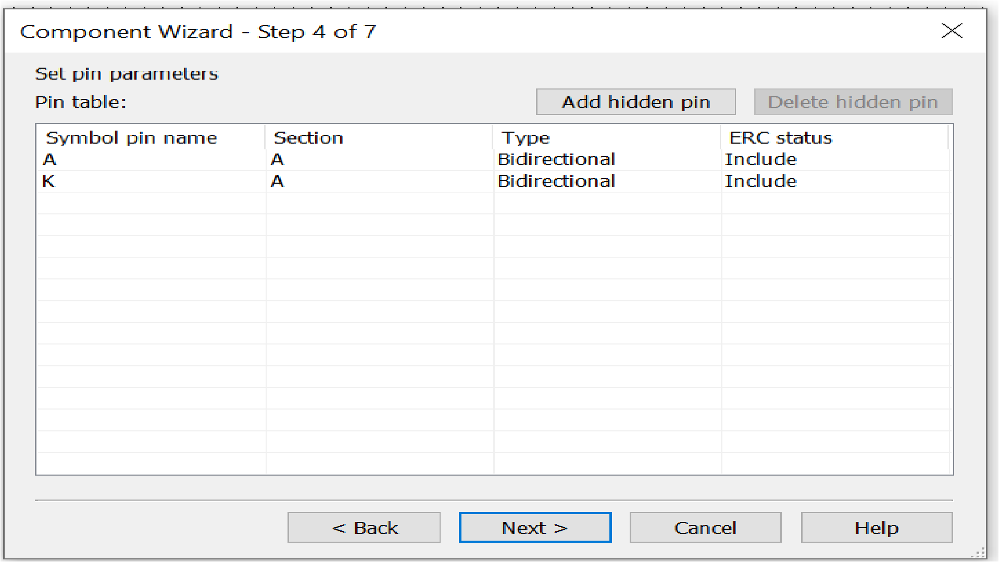 Component Wizard - Step 4 of 7
Set pin parameters
Pin table:
Add hidden pin
Delete hidden pin
Symbol pin name Section Type ERC status
A A Bidirectional Include
K A Bidirectional Include
< Back
Next >
Cancel
Help